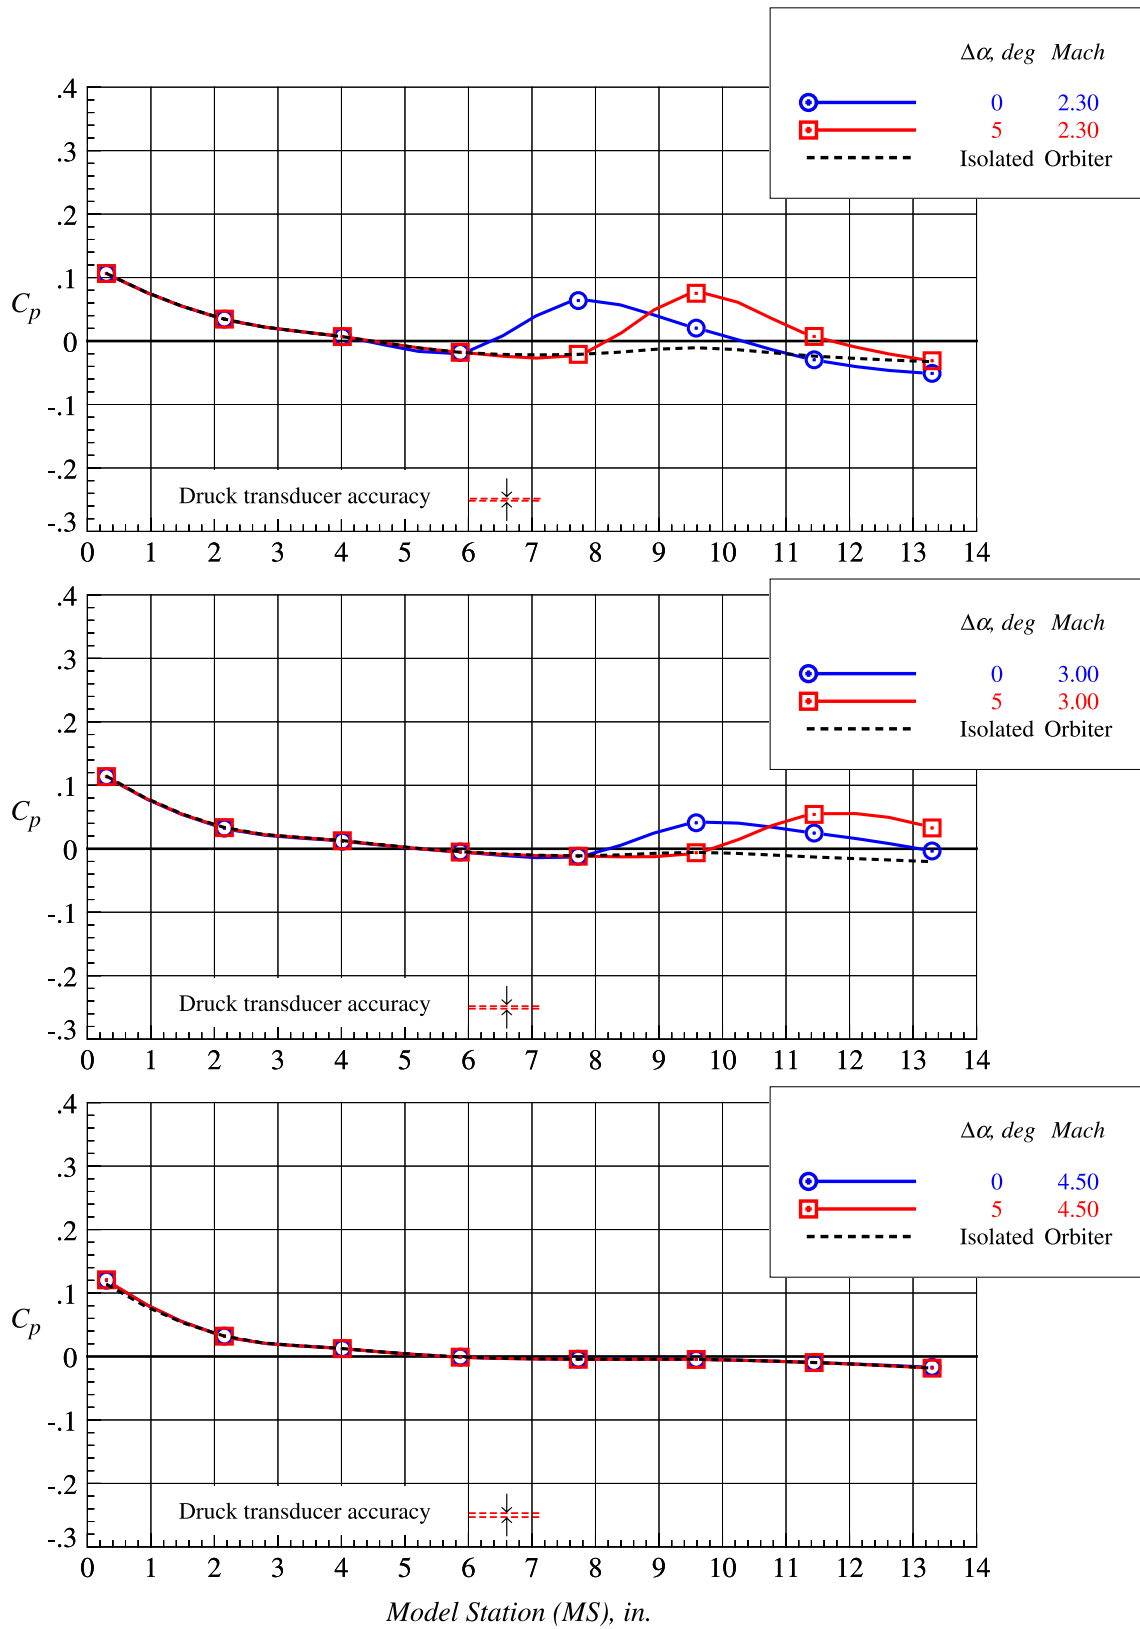 Δα, deg Mach
0 2.30
5 2.30
Isolated Orbiter
.4
.3
.2
.1
0
-.1
-.2
-.3
Cp
Druck transducer accuracy
0 1 2 3 4 5 6 7 8 9 10 11 12 13 14
Δα, deg Mach
0 3.00
5 3.00
Isolated Orbiter
.4
.3
.2
.1
0
-.1
-.2
-.3
Cp
Druck transducer accuracy
0 1 2 3 4 5 6 7 8 9 10 11 12 13 14
Δα, deg Mach
0 4.50
5 4.50
Isolated Orbiter
.4
.3
.2
.1
0
-.1
-.2
-.3
Cp
Druck transducer accuracy
0 1 2 3 4 5 6 7 8 9 10 11 12 13 14
Model Station (MS), in.